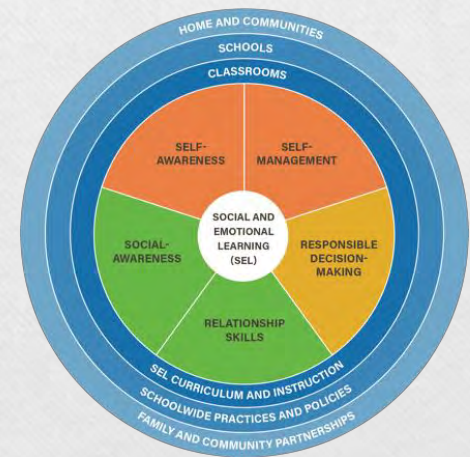 HOME AND COMMUNITIES
SCHOOLS
CLASSROOMS
SELF-
AWARENESS
SELF-
MANAGEMENT
SOCIAL-
AWARENESS
SOCIAL AND
EMOTIONAL
LEARNING
(SEL)
RESPONSIBLE
DECISION-
MAKING
RELATIONSHIP
SKILLS
SEL CURRICULUM AND INSTRUCTION
SCHOOLWIDE PRACTICES AND POLICIES
FAMILY AND COMMUNITY PARTNERSHIPS